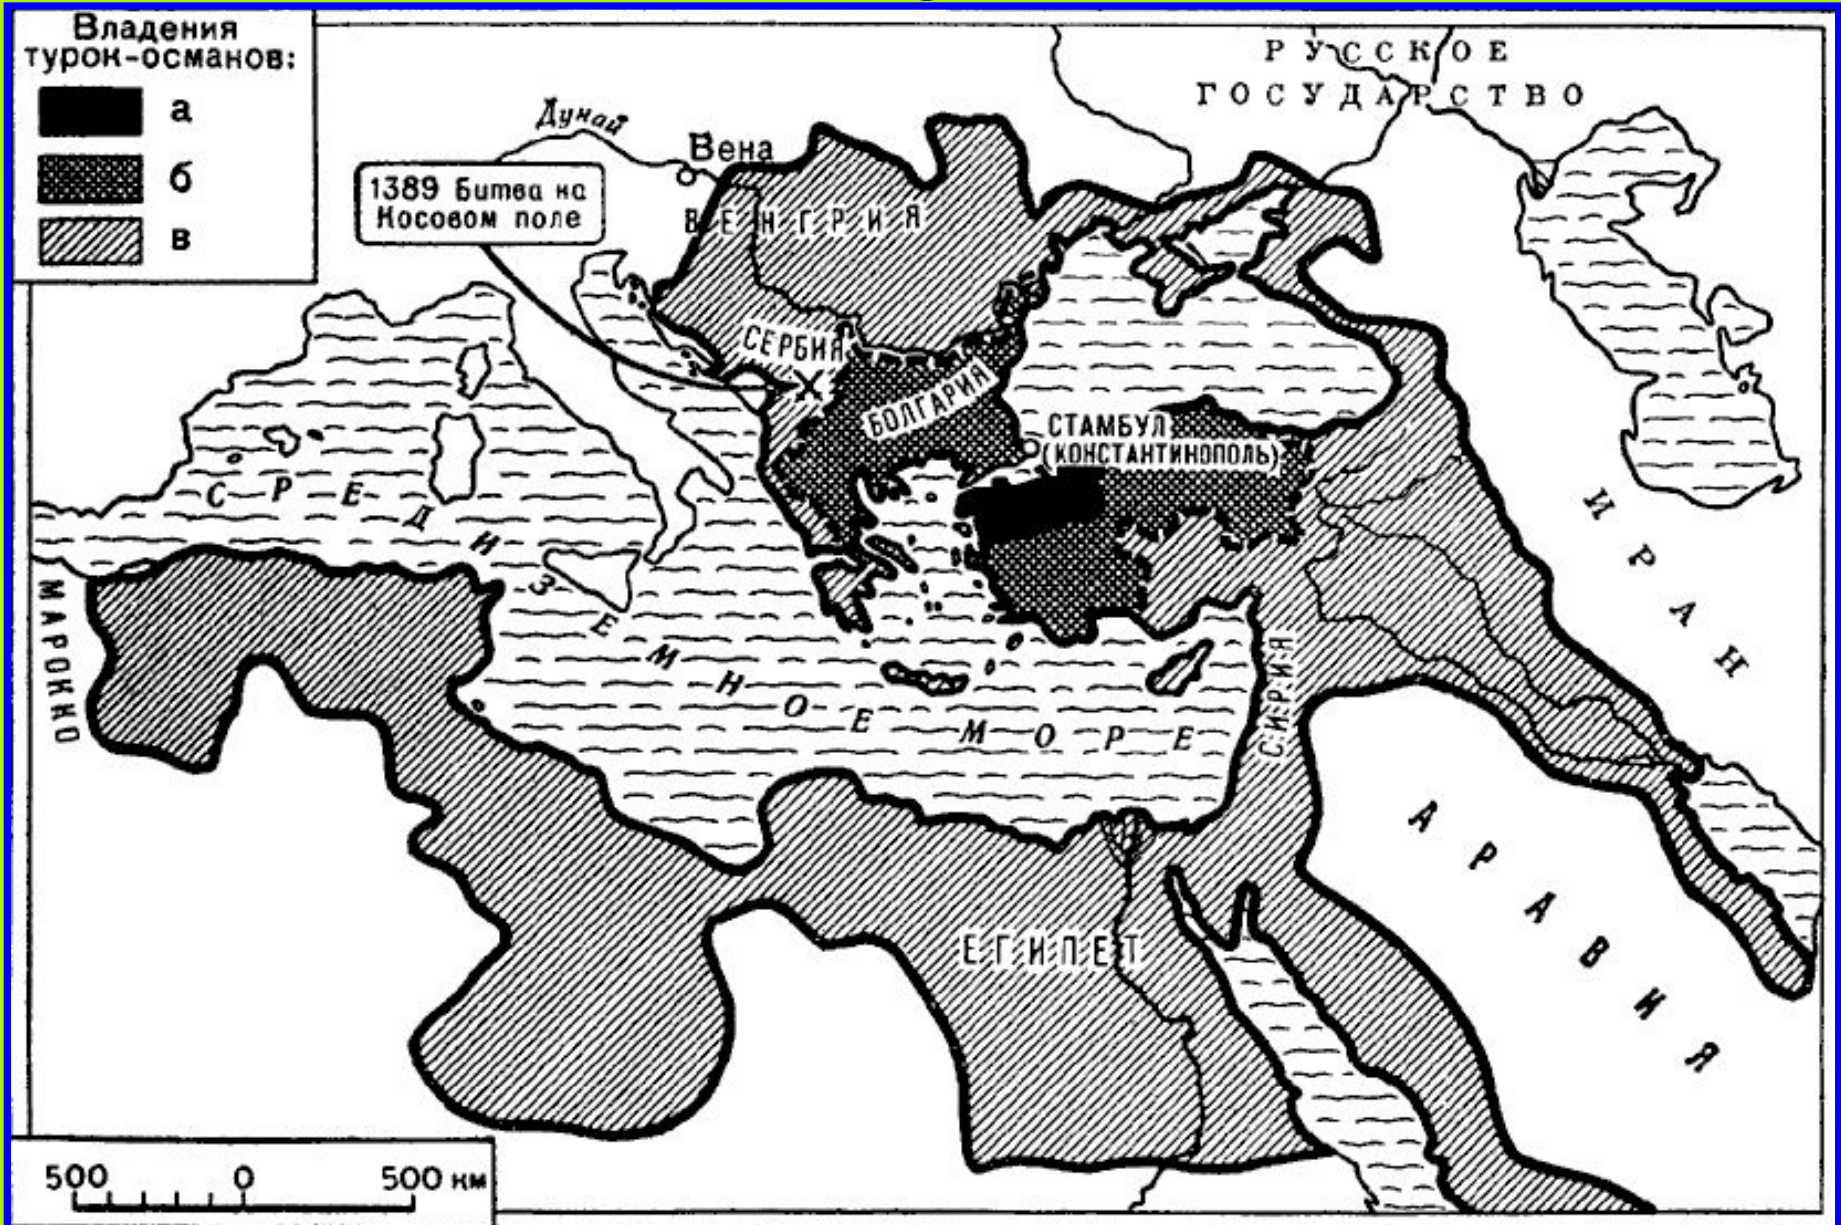 Владения
турок-османов:
а
б
в
РУССКОЕ
ГОСУДАРСТВО
Дунай
Вена
1389 Битва на
Косовом поле
ВЕНГРИЯ
СЕРБИЯ
БОЛГАРИЯ
СТАМБУЛ
(КОНСТАНТИНОПОЛЬ)
СРЕДИЗЕМНОЕ МОРЕ
ИРАН
МАРОККО
СИРИЯ
АРАВИЯ
ЕГИПЕТ
500 0 500 км